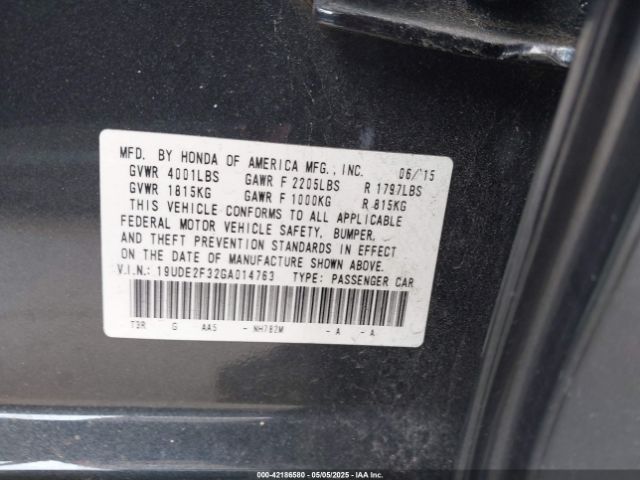 MFD. BY HONDA OF AMERICA MFG., INC. 06/'15
GVWR 4001LBS GAWR F 2205LBS R 1797LBS
GVWR 1815KG GAWR F 1000KG R 815KG
THIS VEHICLE CONFORMS TO ALL APPLICABLE
FEDERAL MOTOR VEHICLE SAFETY, BUMPER,
AND THEFT PREVENTION STANDARDS IN EFFECT
ON THE DATE OF MANUFACTURE SHOWN ABOVE.
V.I.N.: 19UDE2F32GA014763 TYPE: PASSENGER CAR
T3R G AA5 - NH782M - A - A
000-42186580 - 05/05/2025 - IAA Inc.